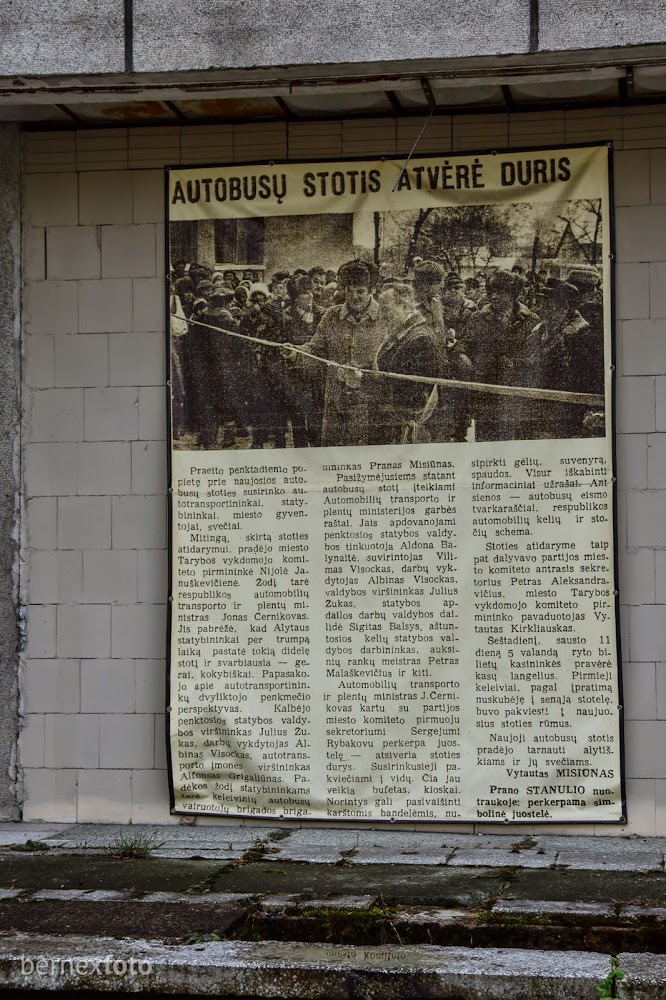 AUTOBUSŲ STOTIS ATVĖRĖ DURIS
Praeito penktadienio po-
pietę prie naujosios auto-
busų stoties susirinko au-
totransportininkai, staty-
bininkai, miesto gyven-
tojai, svečiai.
Mitingą, skirtą stoties
atidarymui, pradėjo miesto
Tarybos vykdomojo komi-
teto pirmininkė Nijolė Ja-
nuškevičienė. Žodį tarė
respublikos automobilių
transporto ir plentų mi-
nistras Jonas Černikovas.
Jis pabrėžė, kad Alytaus
statybininkai per trumpą
laiką pastatė tokią didelę
stotį ir svarbiausia — ge-
rai, kokybiškai. Papasako-
jo apie autotransportinin-
kų dvyliktojo penkmečio
perspektyvas. Kalbėjo
penktosios statybos valdy-
bos viršininkas Julius Žu-
kas, darbų vykdytojas Al-
binas Visockas, autotrans-
porto įmonės viršininkas
Alfonsas Grigaliūnas. Pa-
dėkos žodį statybininkams
tarė keleivinių autobusų
vairuotojų brigados briga-
dininkas Pranas Misiūnas.
Pasižymėjusiems statant
autobusų stotį įteikiami
Automobilių transporto ir
plentų ministerijos garbės
raštai. Jais apdovanojami
penktosios statybos valdy-
bos tinkuotoja Aldona Ba-
lynaitė, suvirintojas Vili-
mas Visockas, darbų vyk-
dytojas Albinas Visockas,
valdybos viršininkas Julius
Žukas, statybos ap-
dailos darbų valdybos dai-
lidė Sigitas Balsys, aštun-
tosios kelių statybos val-
dybos darbininkas, auksi-
nių rankų meistras Petras
Malaškevičius ir kiti.
Automobilių transporto
ir plentų ministras J.Černi-
kovas kartu su partijos
miesto komiteto pirmuoju
sekretoriumi Sergejumi
Rybakovu perkerpa juos-
telę — atsiveria stoties
durys. Susirinkusieji pa-
kviečiami į vidų. Čia jau
veikia bufetas, kioskai.
Norintys gali pasivaišinti
karštomis bandelėmis, nu-
sipirkti gėlių, suvenyrą,
spaudos. Visur iškabinti
informaciniai užrašai. Ant
sienos — autobusų eismo
tvarkaraščiai, respublikos
automobilių kelių ir sto-
čių schema.
Stoties atidaryme taip
pat dalyvavo partijos mies-
to komiteto antrasis sekre-
torius Petras Aleksandra-
vičius, miesto Tarybos
vykdomojo komiteto pir-
mininko pavaduotojas Vy-
tautas Kirkliauskas.
Šeštadienį, sausio 11
dieną 5 valandą ryto bi-
lietų kasininkės pravėrė
kasų langelius. Pirmieji
keleiviai, pagal įpratimą
nuskubėję į senąją stotelę,
buvo pakviesti į naujuo-
sius stoties rūmus.
Naujoji autobusų stotis
pradėjo tarnauti alytiš-
kiams ir jų svečiams.
Vytautas MISIŪNAS
Prano STANULIO nuo-
traukoje: perkerpama sim-
bolinė juostelė.
bernexfoto